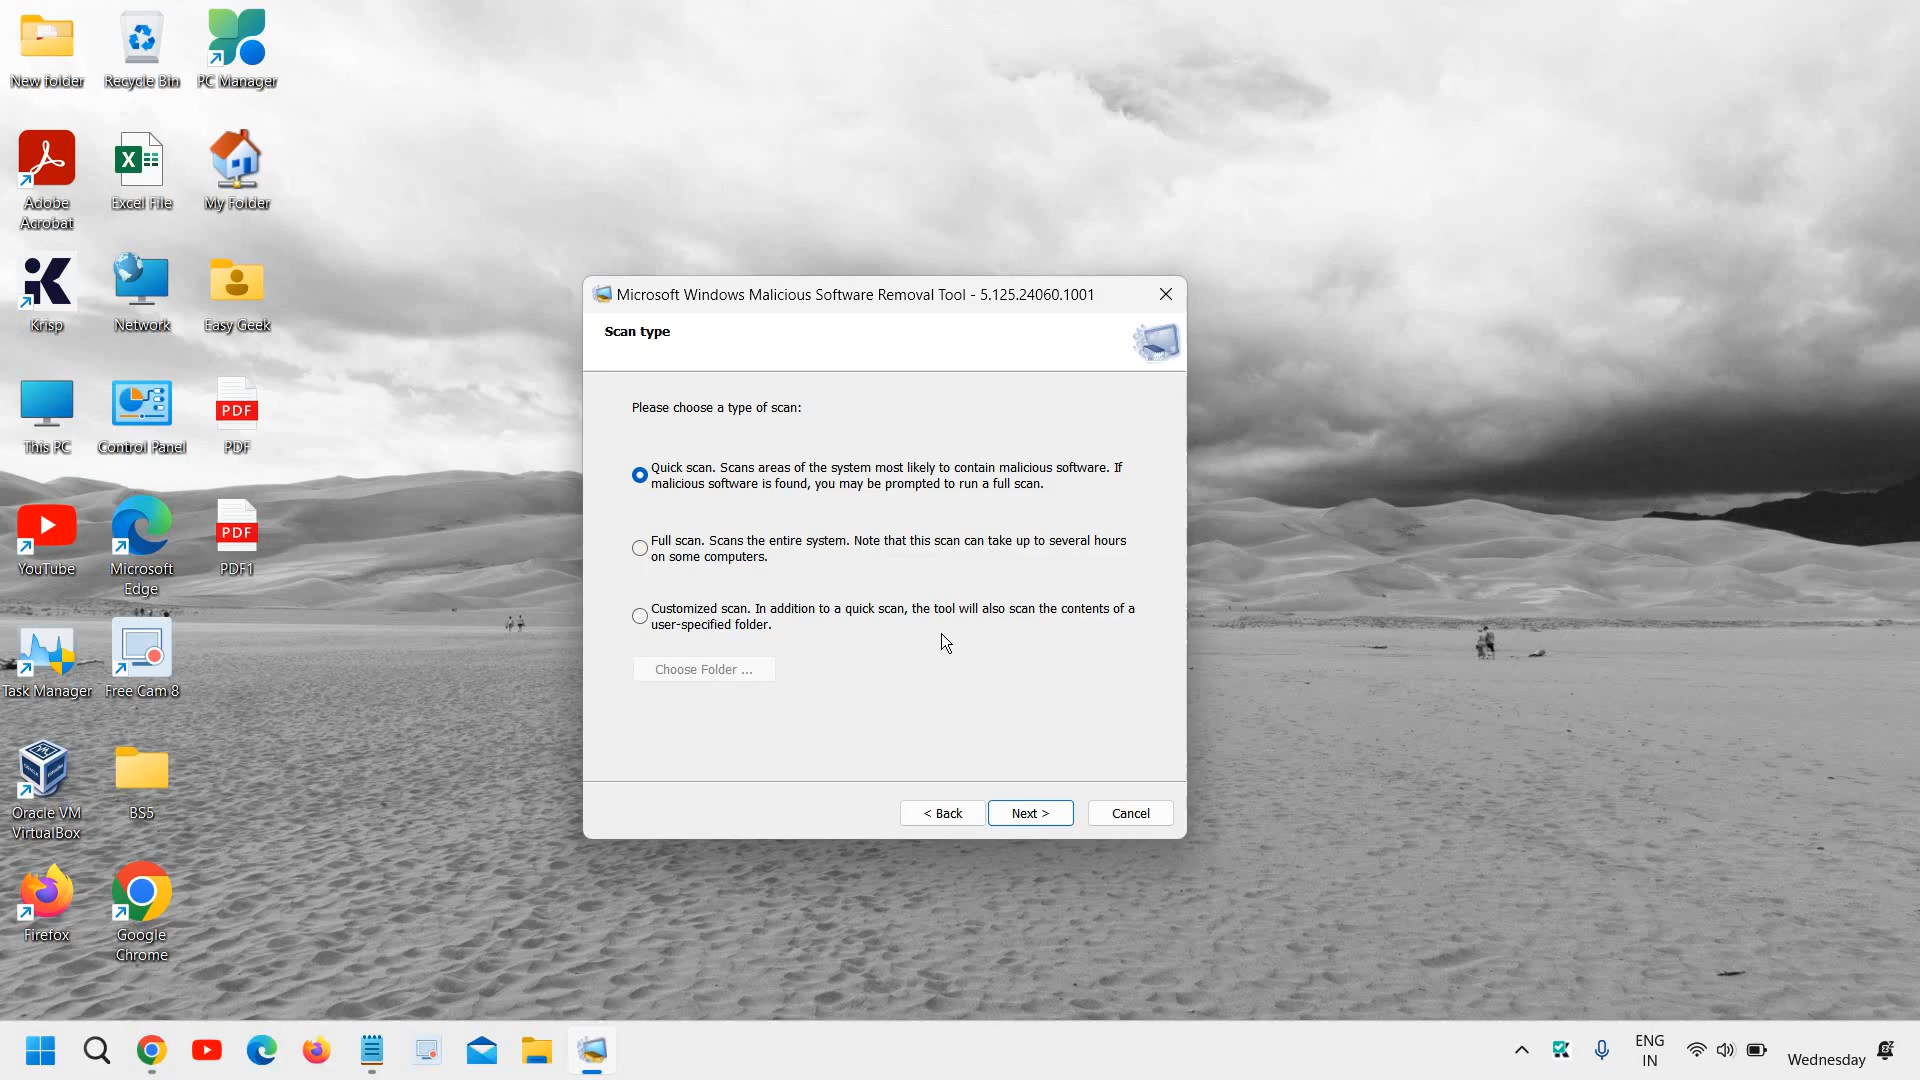 New folder
Recycle Bin
PC Manager
Adobe
Acrobat
Excel File
My Folder
Krisp
Network
Easy Geek
This PC
Control Panel
PDF
PDF
YouTube
Microsoft
Edge
PDF
PDF1
Task Manager
Free Cam 8
Oracle VM
VirtualBox
BS5
Firefox
Google
Chrome
Microsoft Windows Malicious Software Removal Tool - 5.125.24060.1001
Scan type
Please choose a type of scan:
Quick scan. Scans areas of the system most likely to contain malicious software. If
malicious software is found, you may be prompted to run a full scan.
Full scan. Scans the entire system. Note that this scan can take up to several hours
on some computers.
Customized scan. In addition to a quick scan, the tool will also scan the contents of a
user-specified folder.
Choose Folder ...
< Back
Next >
Cancel
ENG
IN
Wednesday